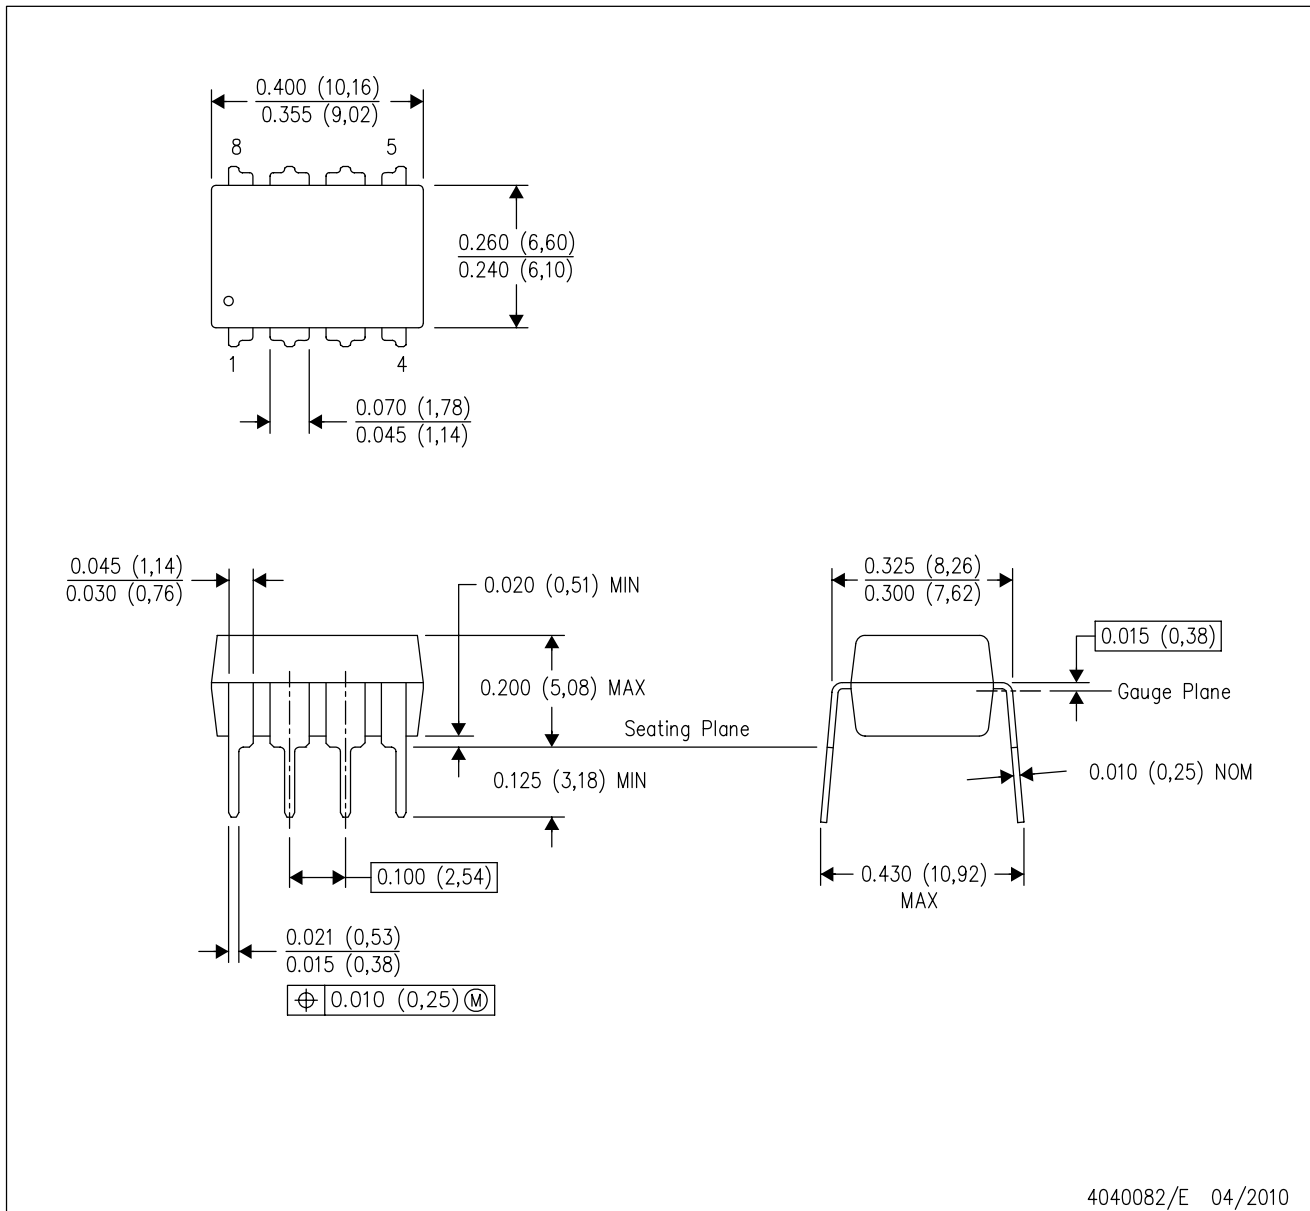 0.400 (10,16)
0.355 (9,02)
8
5
0.260 (6,60)
0.240 (6,10)
1
4
0.070 (1,78)
0.045 (1,14)
0.045 (1,14)
0.030 (0,76)
0.020 (0,51) MIN
0.325 (8,26)
0.300 (7,62)
0.015 (0,38)
0.200 (5,08) MAX
Gauge Plane
Seating Plane
0.125 (3,18) MIN
0.010 (0,25) NOM
0.100 (2,54)
0.430 (10,92)
MAX
0.021 (0,53)
0.015 (0,38)
⌖ 0.010 (0,25) Ⓜ
4040082/E 04/2010